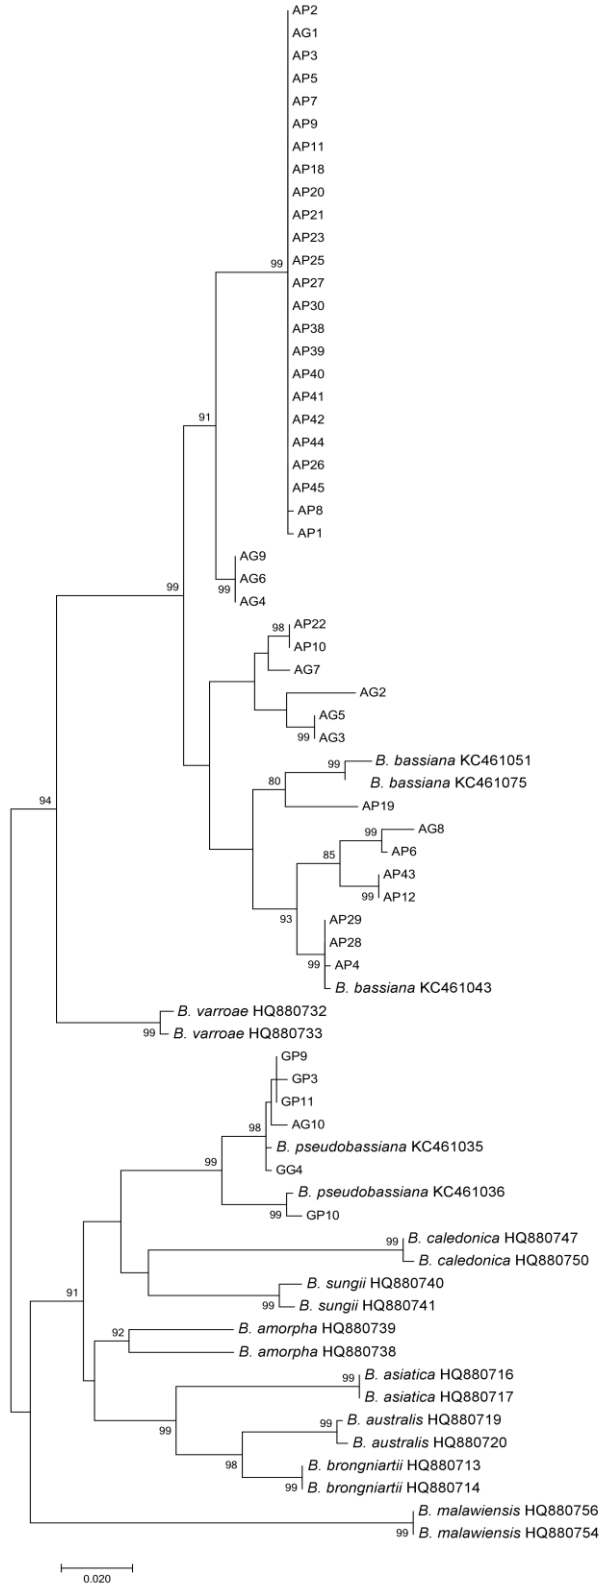 AP2
AG1
AP3
AP5
AP7
AP9
AP11
AP18
AP20
AP21
AP23
AP25
99
AP27
AP30
AP38
AP39
AP40
AP41
91
AP42
AP44
AP26
AP45
AP8
AP1
AG9
AG6
99
99
AG4
98
AP22
AP10
AG7
AG2
AG5
99
AG3
99
B. bassiana KC461051
80
B. bassiana KC461075
94
AP19
99
AG8
85
AP6
AP43
99
AP12
93
AP29
AP28
99
AP4
B. bassiana KC461043
B. varroae HQ880732
99
B. varroae HQ880733
GP9
GP3
GP11
98
AG10
B. pseudobassiana KC461035
99
GG4
B. pseudobassiana KC461036
99
GP10
99
B. caledonica HQ880747
B. caledonica HQ880750
91
B. sungii HQ880740
99
B. sungii HQ880741
92
B. amorpha HQ880739
B. amorpha HQ880738
99
B. asiatica HQ880716
B. asiatica HQ880717
99
99
B. australis HQ880719
B. australis HQ880720
98
B. brongniartii HQ880713
99
B. brongniartii HQ880714
B. malawiensis HQ880756
99
B. malawiensis HQ880754
0.020